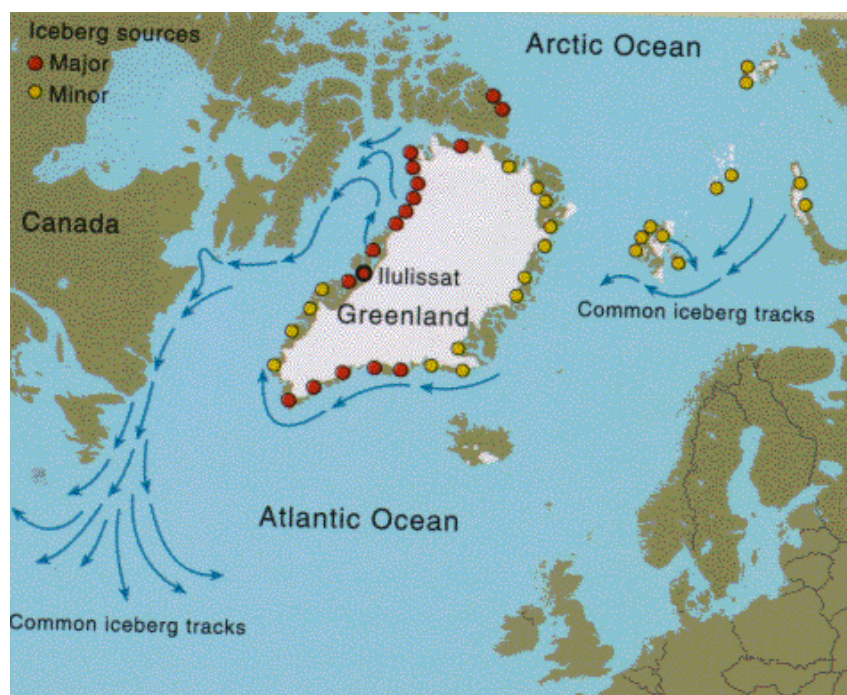 Iceberg sources
Major
Minor
Arctic Ocean
Canada
Ilulissat
Greenland
Common iceberg tracks
Atlantic Ocean
Common iceberg tracks